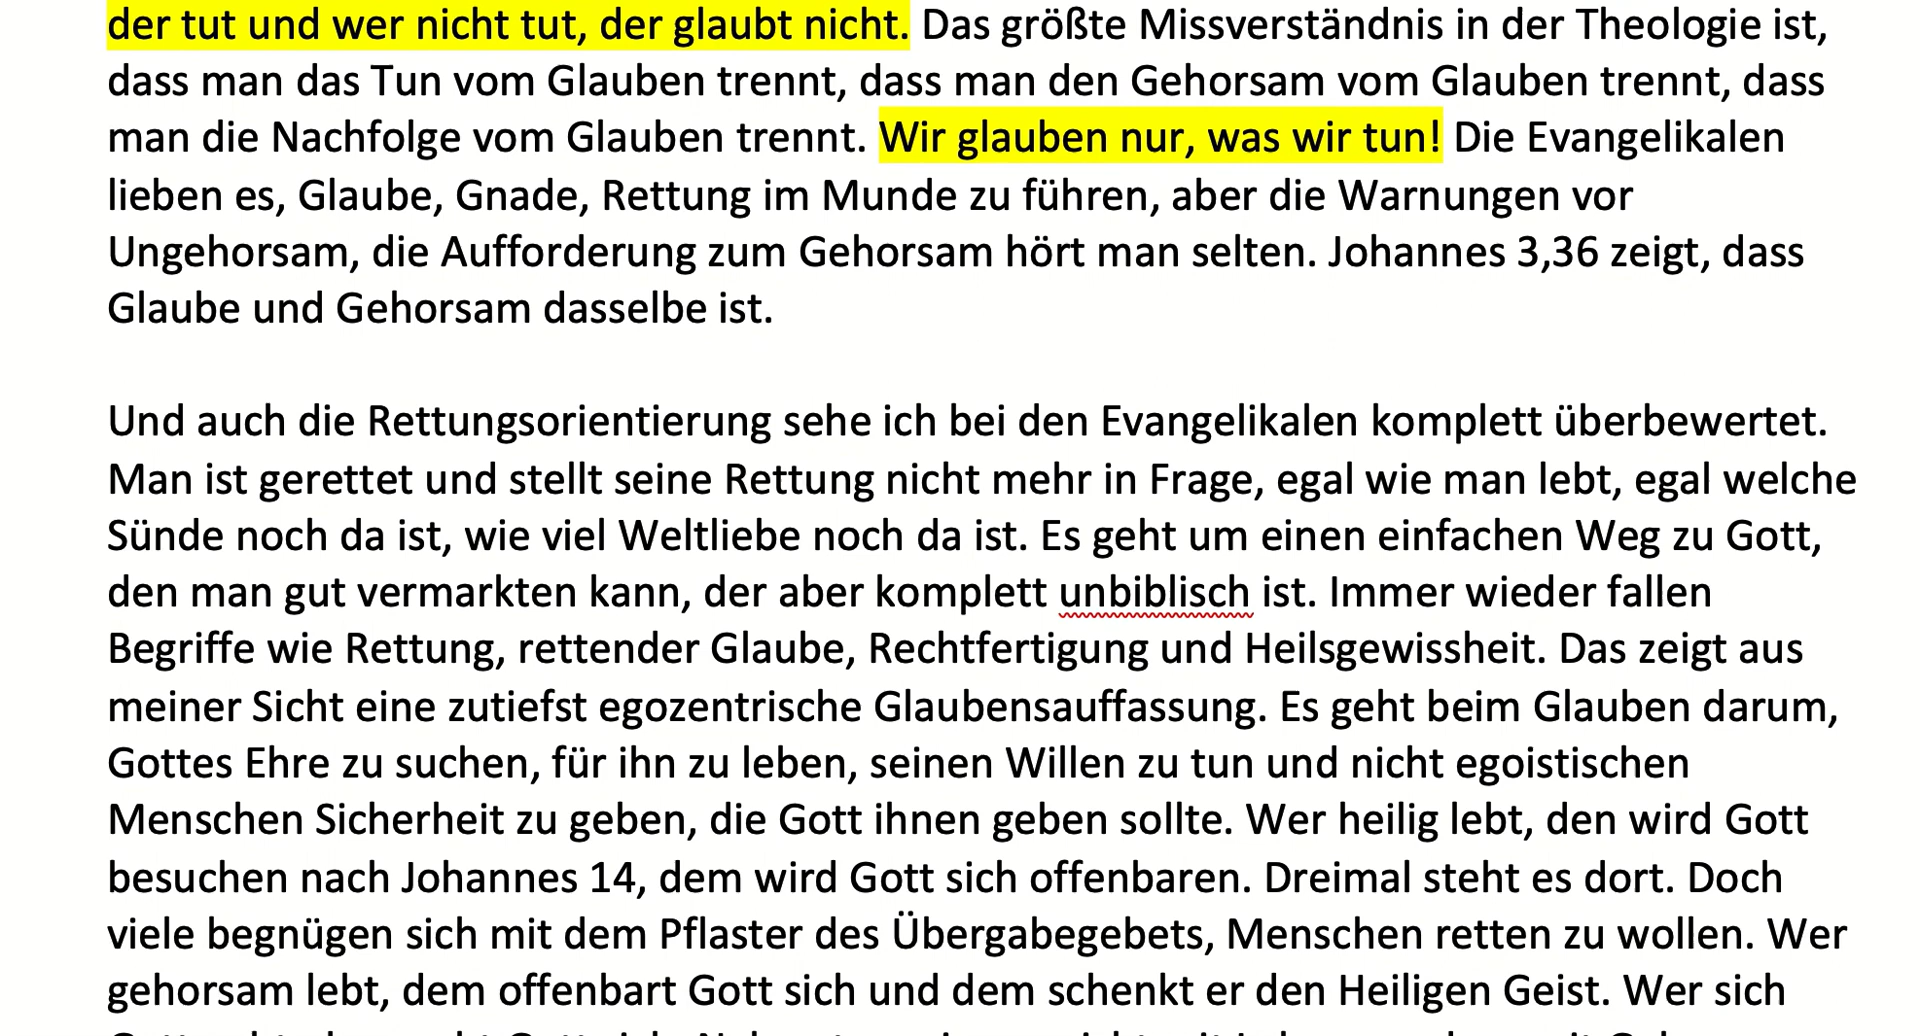 der tut und wer nicht tut, der glaubt nicht. Das größte Missverständnis in der Theologie ist,
dass man das Tun vom Glauben trennt, dass man den Gehorsam vom Glauben trennt, dass
man die Nachfolge vom Glauben trennt. Wir glauben nur, was wir tun! Die Evangelikalen
lieben es, Glaube, Gnade, Rettung im Munde zu führen, aber die Warnungen vor
Ungehorsam, die Aufforderung zum Gehorsam hört man selten. Johannes 3,36 zeigt, dass
Glaube und Gehorsam dasselbe ist.
Und auch die Rettungsorientierung sehe ich bei den Evangelikalen komplett überbewertet.
Man ist gerettet und stellt seine Rettung nicht mehr in Frage, egal wie man lebt, egal welche
Sünde noch da ist, wie viel Weltliebe noch da ist. Es geht um einen einfachen Weg zu Gott,
den man gut vermarkten kann, der aber komplett unbiblisch ist. Immer wieder fallen
Begriffe wie Rettung, rettender Glaube, Rechtfertigung und Heilsgewissheit. Das zeigt aus
meiner Sicht eine zutiefst egozentrische Glaubensauffassung. Es geht beim Glauben darum,
Gottes Ehre zu suchen, für ihn zu leben, seinen Willen zu tun und nicht egoistischen
Menschen Sicherheit zu geben, die Gott ihnen geben sollte. Wer heilig lebt, den wird Gott
besuchen nach Johannes 14, dem wird Gott sich offenbaren. Dreimal steht es dort. Doch
viele begnügen sich mit dem Pflaster des Übergabegebets, Menschen retten zu wollen. Wer
gehorsam lebt, dem offenbart Gott sich und dem schenkt er den Heiligen Geist. Wer sich